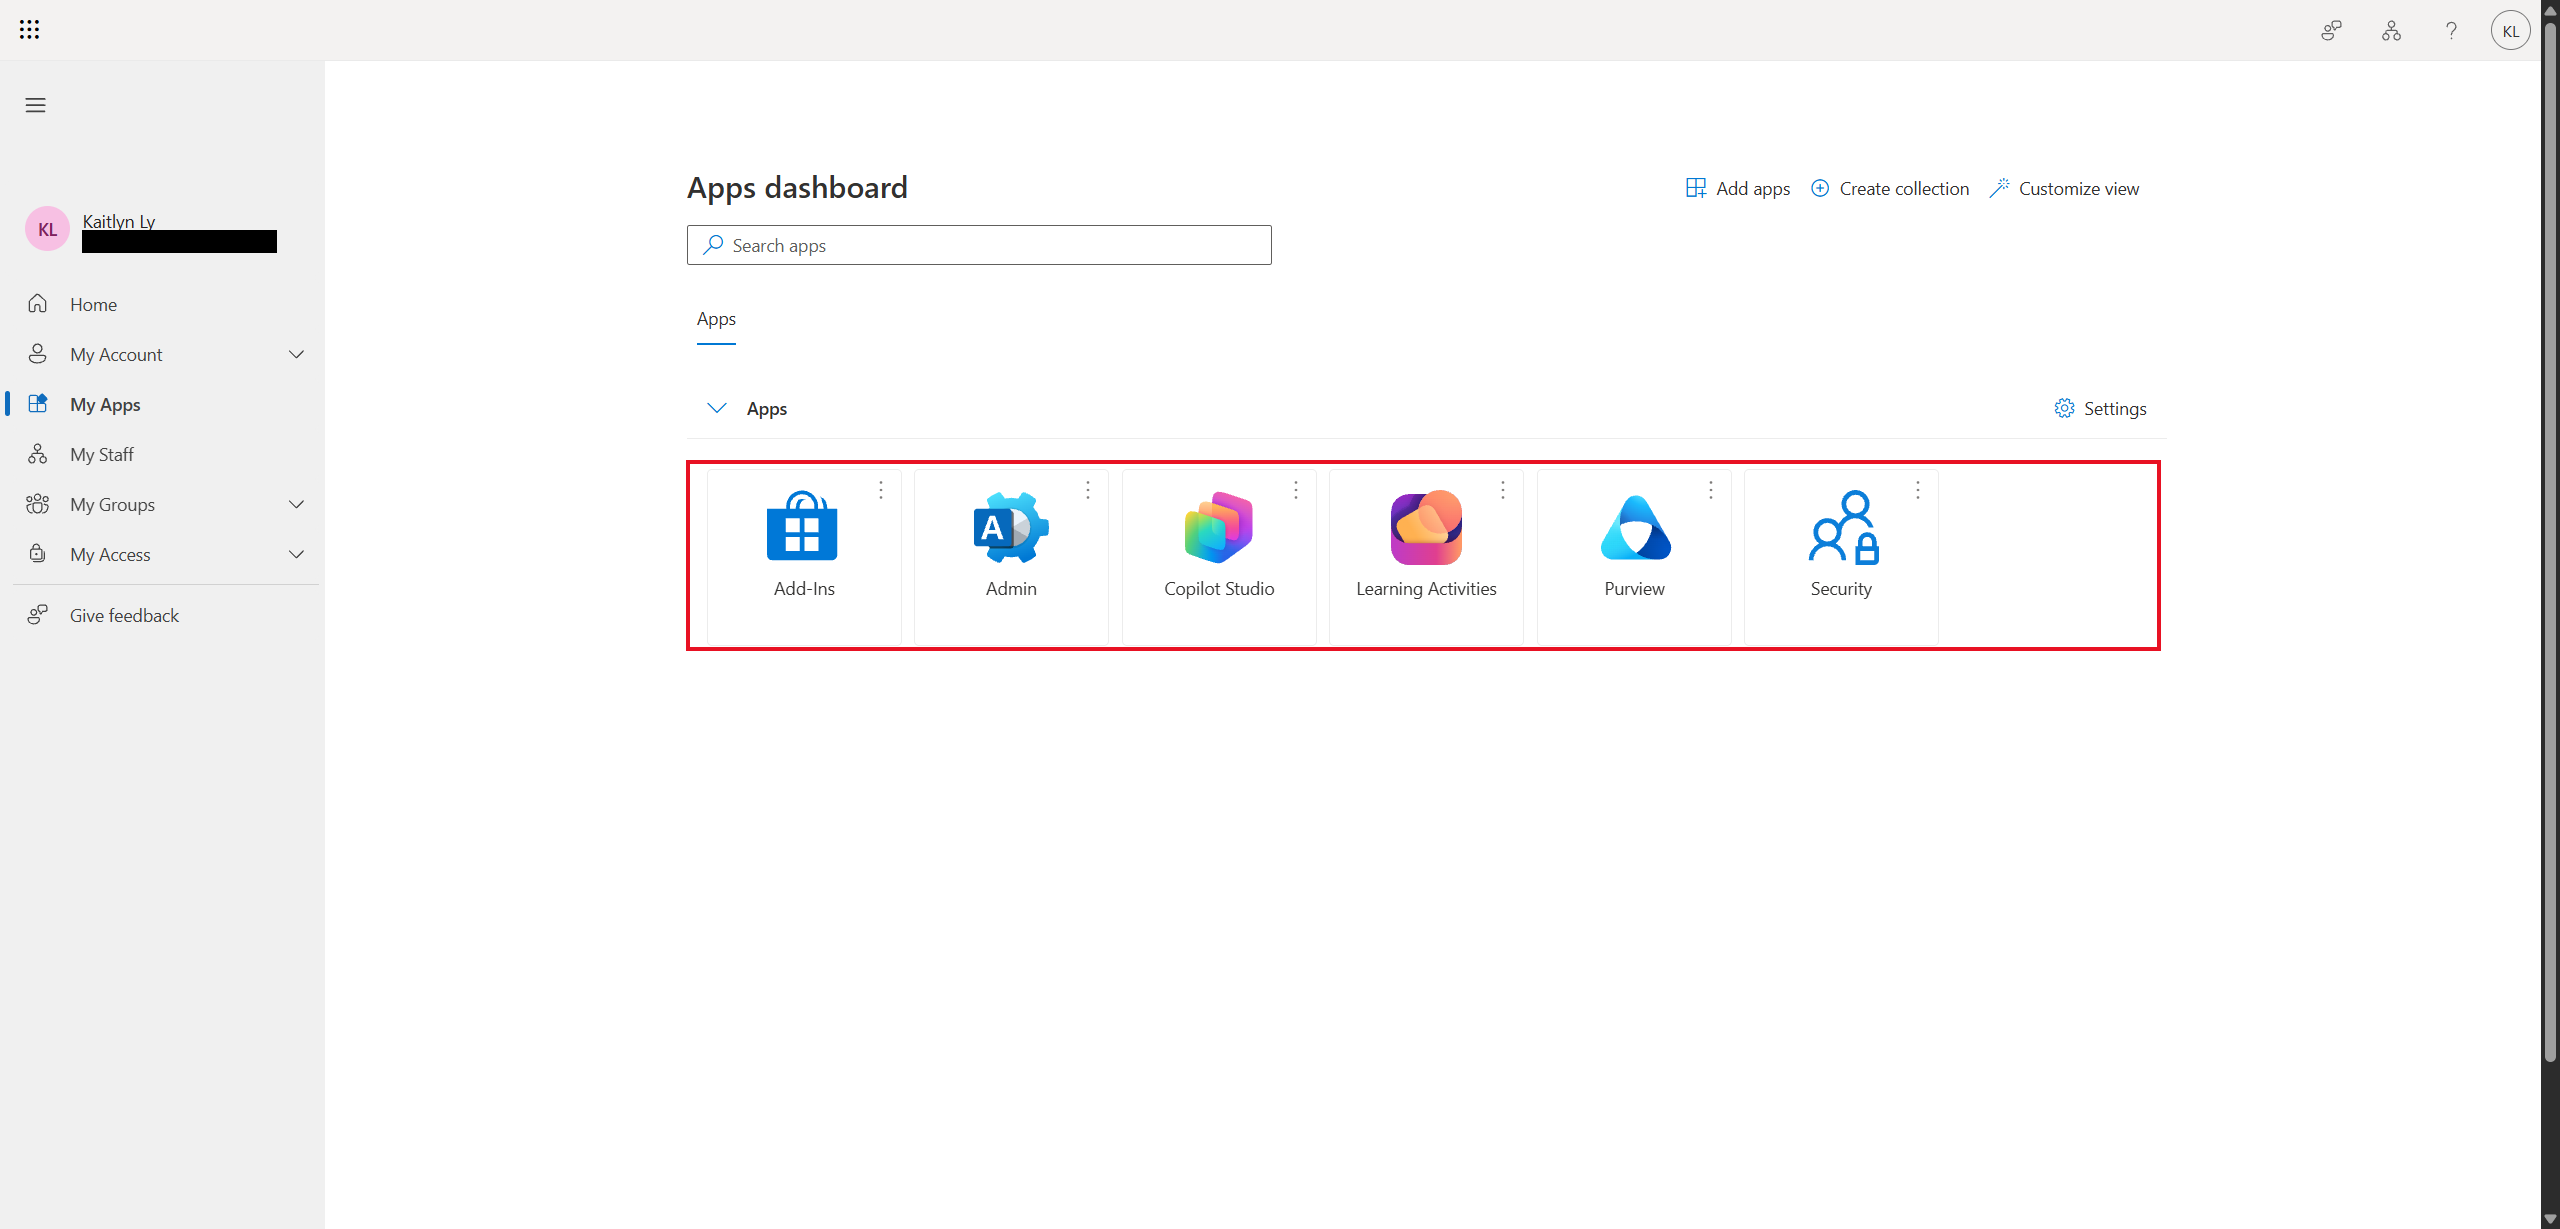 KL
KL
Kaitlyn Ly
Home
My Account
My Apps
My Staff
My Groups
My Access
Give feedback
Apps dashboard
Add apps
Create collection
Customize view
Search apps
Apps
Apps
Settings
A
Add-Ins
Admin
Copilot Studio
Learning Activities
Purview
Security